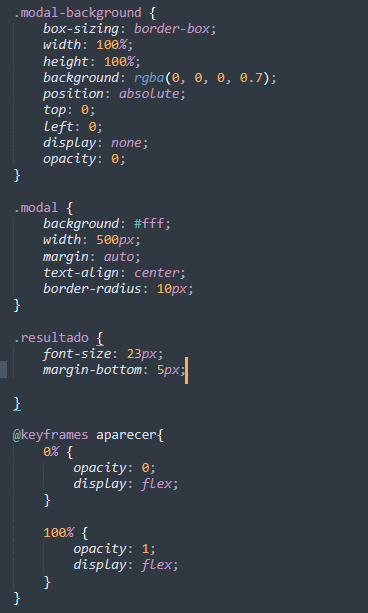 .modal-background {
box-sizing: border-box;
width: 100%;
height: 100%;
background: rgba(0, 0, 0, 0.7);
position: absolute;
top: 0;
left: 0;
display: none;
opacity: 0;
}
.modal {
background: #fff;
width: 500px;
margin: auto;
text-align: center;
border-radius: 10px;
}
.resultado {
font-size: 23px;
margin-bottom: 5px;
}
@keyframes aparecer{
0% {
opacity: 0;
display: flex;
}
100% {
opacity: 1;
display: flex;
}
}